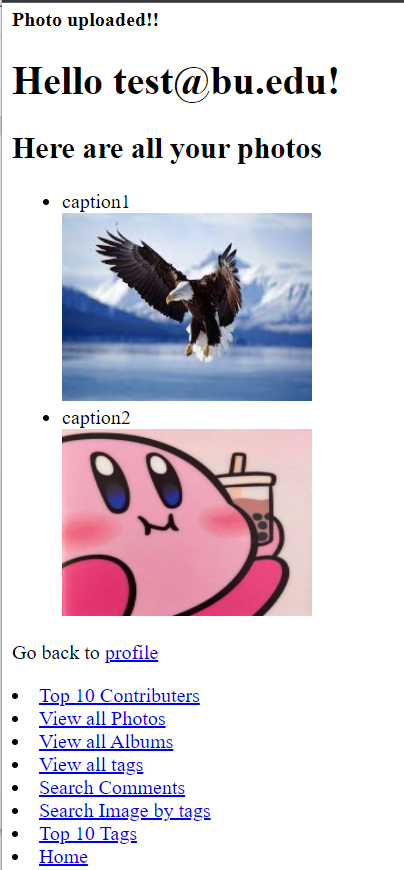 Photo uploaded!!
Hello test@bu.edu!
Here are all your photos
caption1
caption2
Go back to profile
Top 10 Contributers
View all Photos
View all Albums
View all tags
Search Comments
Search Image by tags
Top 10 Tags
Home